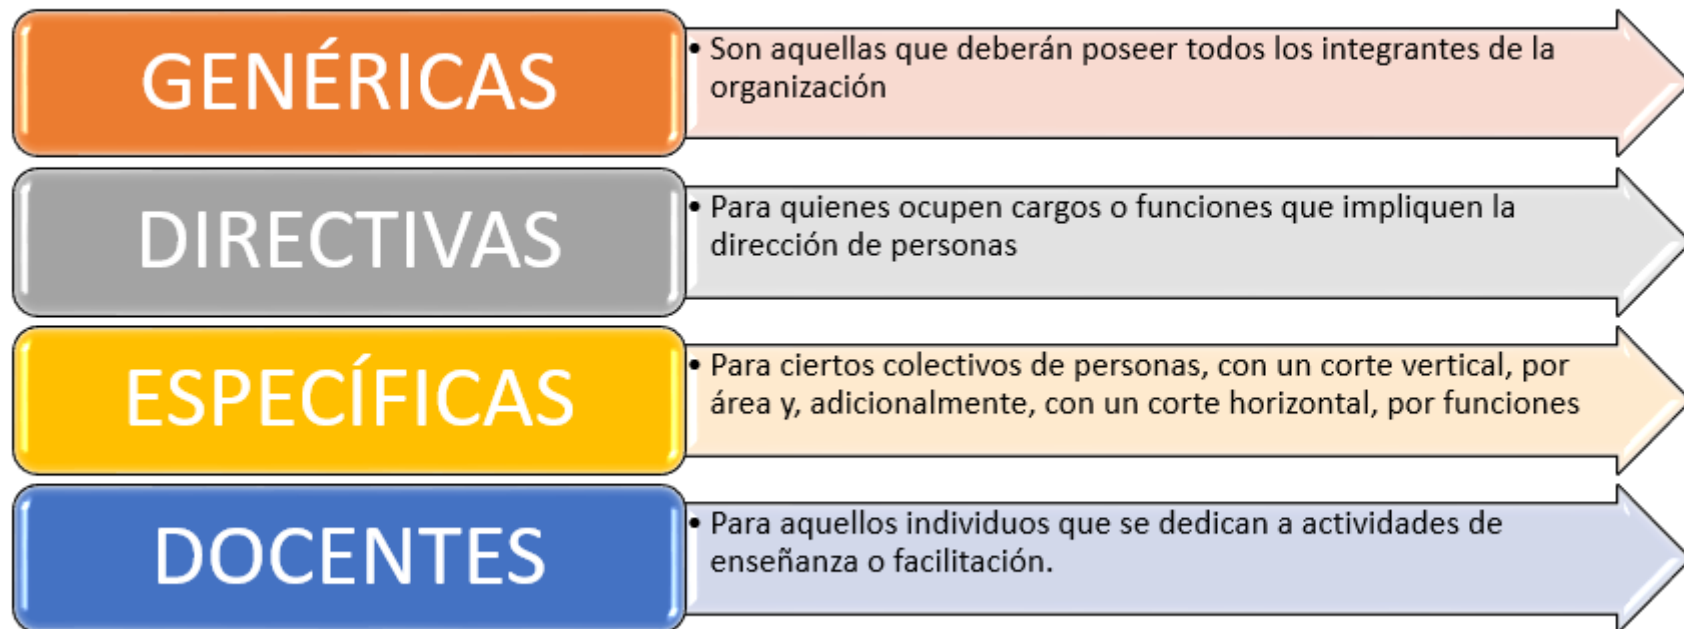 GENÉRICAS
• Son aquellas que deberán poseer todos los integrantes de la
organización
DIRECTIVAS
• Para quienes ocupen cargos o funciones que impliquen la
dirección de personas
ESPECÍFICAS
• Para ciertos colectivos de personas, con un corte vertical, por
área y, adicionalmente, con un corte horizontal, por funciones
DOCENTES
• Para aquellos individuos que se dedican a actividades de
enseñanza o facilitación.